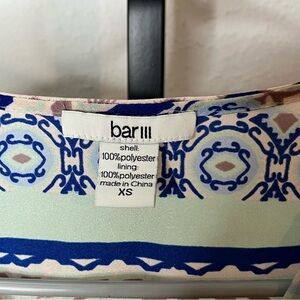 bar III
shell:
100%polyester
lining:
100%polyester
made in China
XS